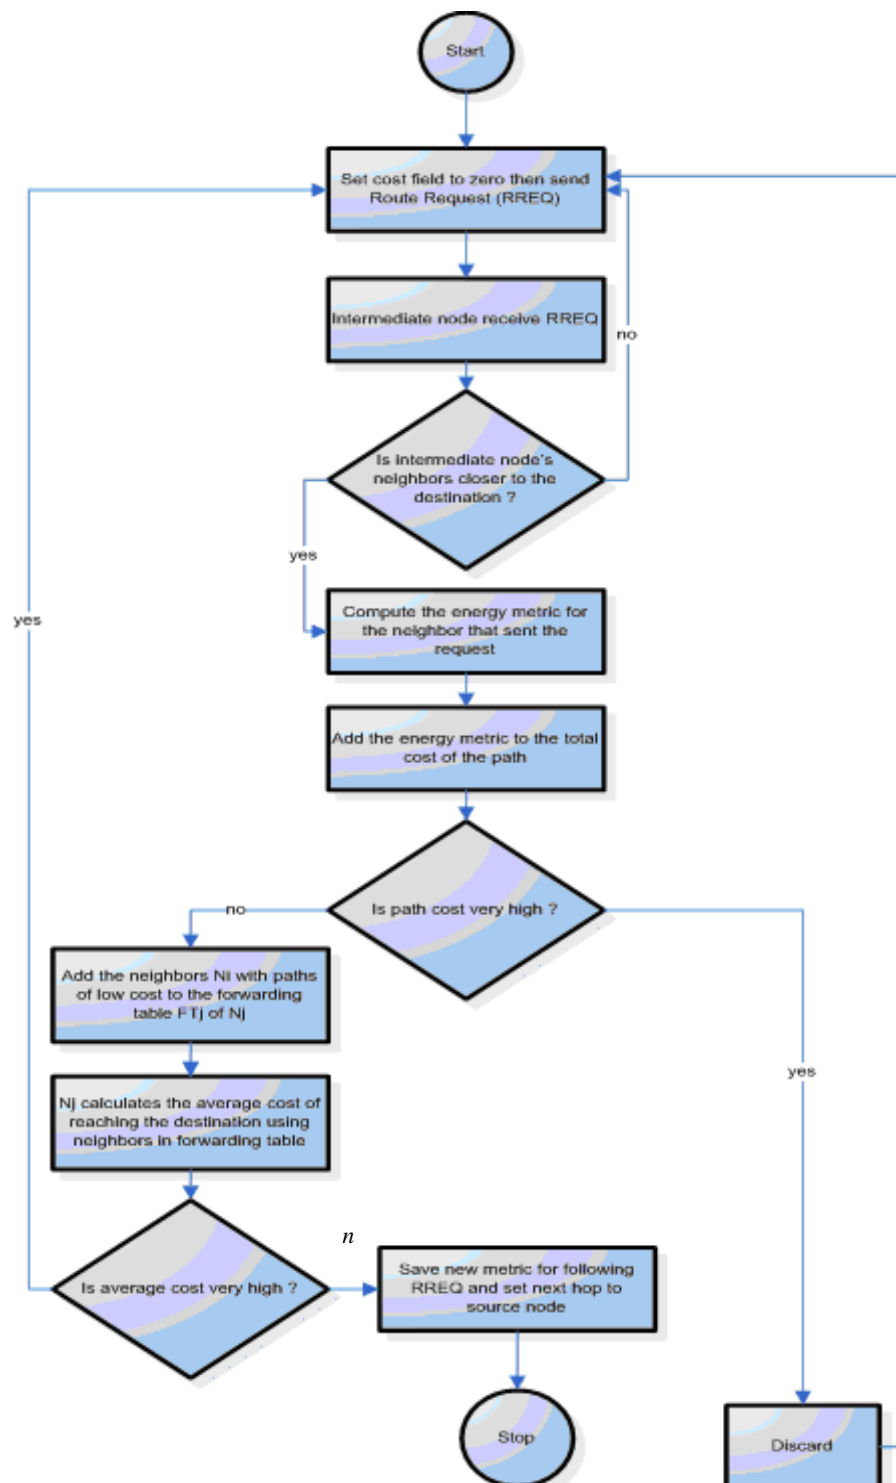 Start
Set cost field to zero then send
Route Request (RREQ)
Intermediate node receive RREQ
no
Is intermediate node's
neighbors closer to the
destination ?
yes
Compute the energy metric for
the neighbor that sent the
request
yes
Add the energy metric to the total
cost of the path
Is path cost very high ?
no
Add the neighbors Ni with paths
of low cost to the forwarding
table FTj of Nj
yes
Nj calculates the average cost of
reaching the destination using
neighbors in forwarding table
n
Is average cost very high ?
Save new metric for following
RREQ and set next hop to
source node
Stop
Discard